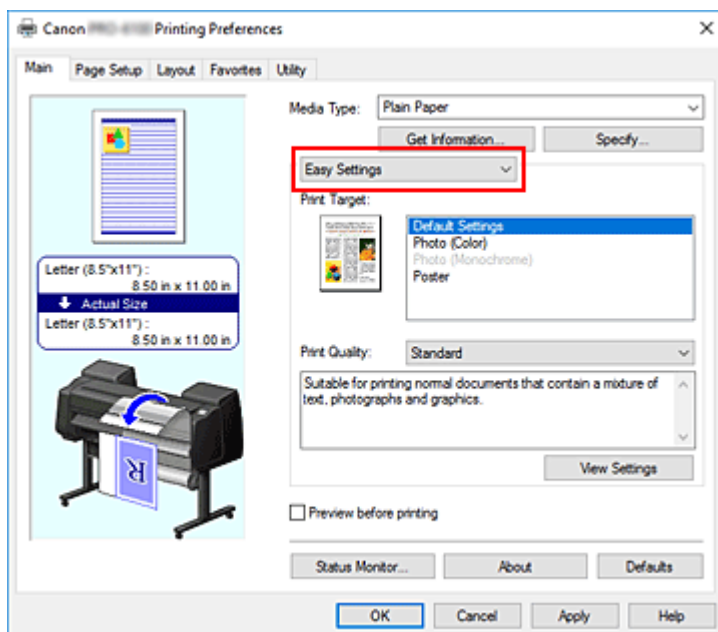 Canon Printing Preferences
Main Page Setup Layout Favorites Utility
Media Type: Plain Paper
Get Information... Specify...
Easy Settings
Print Target:
Default Settings
Photo (Color)
Photo (Monochrome)
Poster
Letter (8.5"x11") :
8.50 in x 11.00 in
Actual Size
Letter (8.5"x11") :
8.50 in x 11.00 in
Print Quality: Standard
Suitable for printing normal documents that contain a mixture of
text, photographs and graphics.
R
View Settings
Preview before printing
Status Monitor... About Defaults
OK Cancel Apply Help